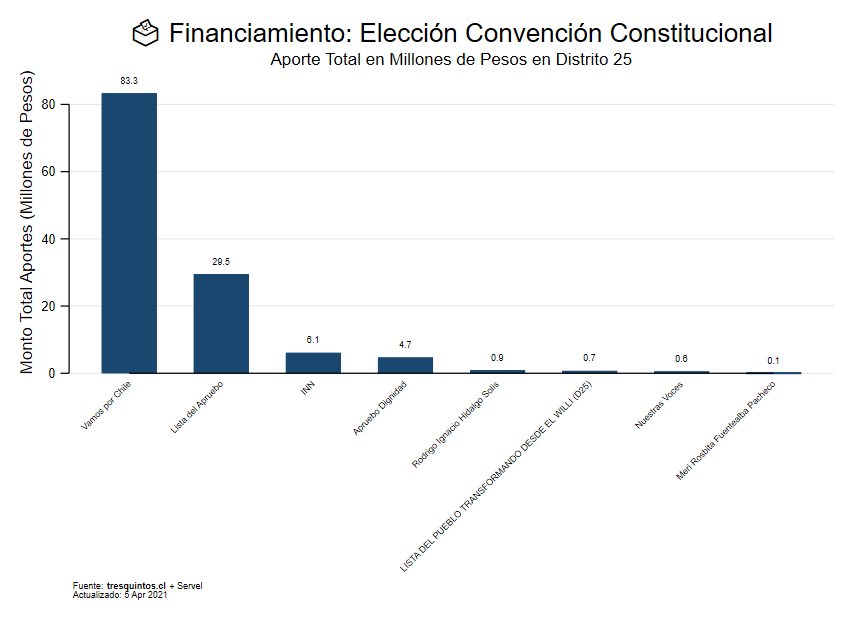 Financiamiento: Elección Convención Constitucional
Aporte Total en Millones de Pesos en Distrito 25
Monto Total Aportes (Millones de Pesos)
80
60
40
20
0
83.3
29.5
6.1
4.7
0.9
0.7
0.6
0.1
Vamos por Chile
Lista del Apruebo
INN
Apruebo Dignidad
Rodrigo Ignacio Hidalgo Solis
LISTA DEL PUEBLO TRANSFORMANDO DESDE EL WILLI (D25)
Nuestras Voces
Meri Rosbita Fuentealba Pacheco
Fuente: tresquintos.cl + Servel
Actualizado: 5 Apr 2021